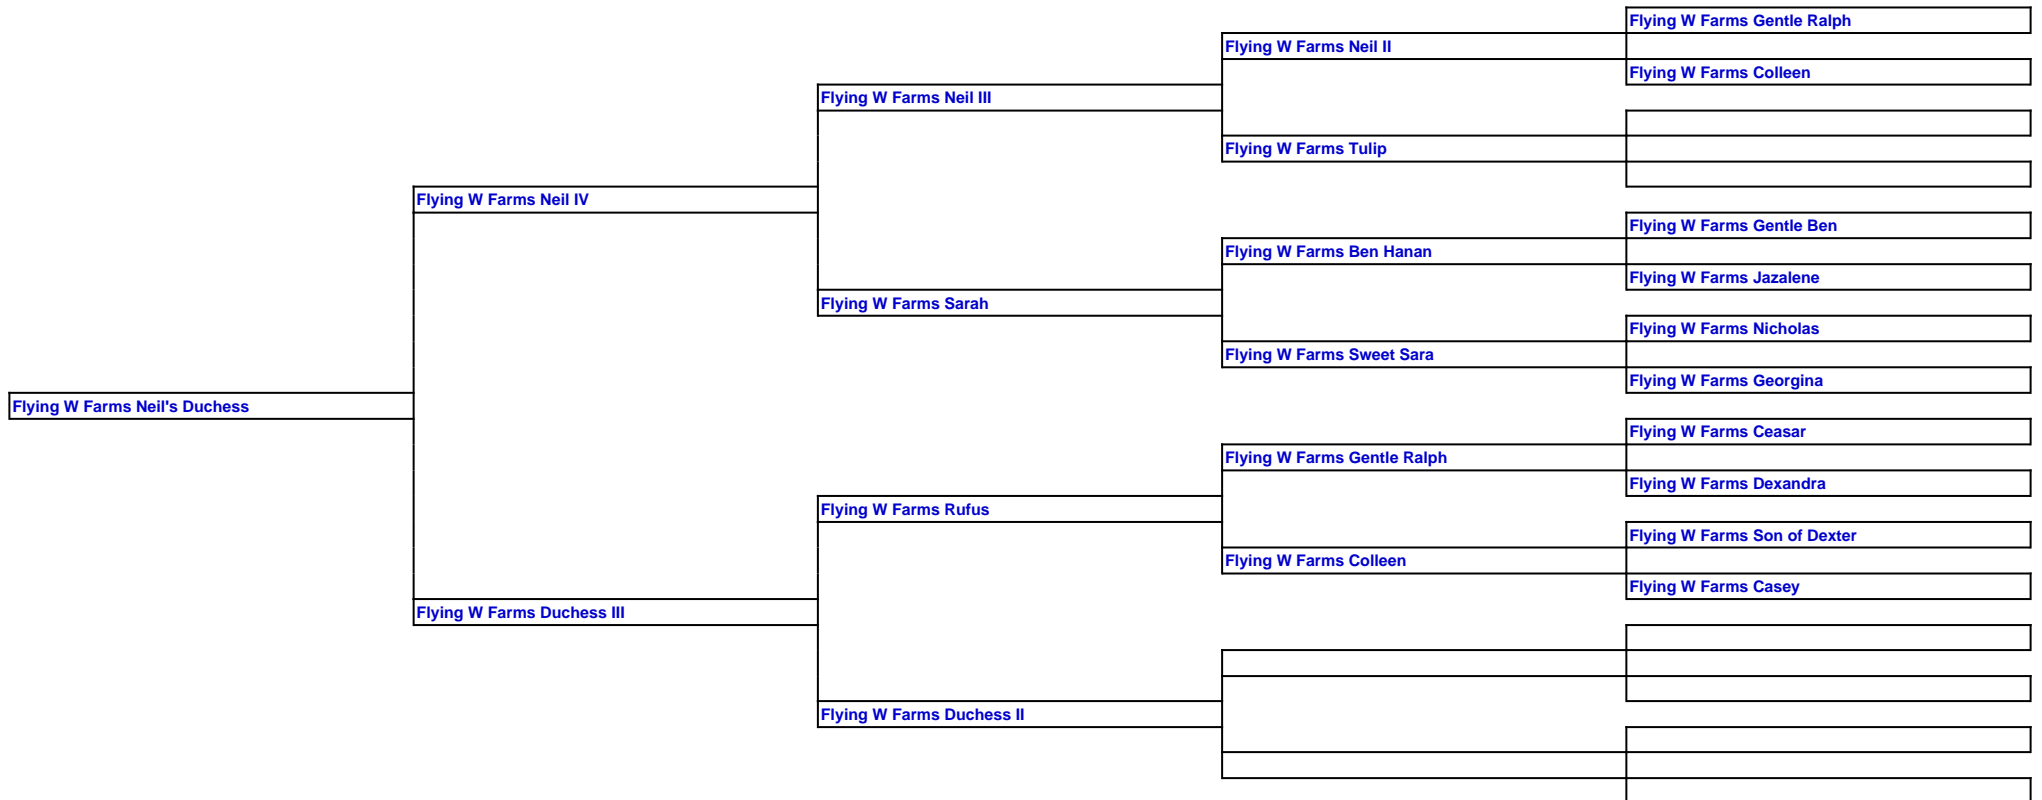 Flying W Farms Gentle Ralph
Flying W Farms Neil II
Flying W Farms Colleen
Flying W Farms Neil III
Flying W Farms Tulip
Flying W Farms Neil IV
Flying W Farms Gentle Ben
Flying W Farms Ben Hanan
Flying W Farms Jazalene
Flying W Farms Sarah
Flying W Farms Nicholas
Flying W Farms Sweet Sara
Flying W Farms Georgina
Flying W Farms Neil's Duchess
Flying W Farms Ceasar
Flying W Farms Gentle Ralph
Flying W Farms Dexandra
Flying W Farms Rufus
Flying W Farms Son of Dexter
Flying W Farms Colleen
Flying W Farms Casey
Flying W Farms Duchess III
Flying W Farms Duchess II